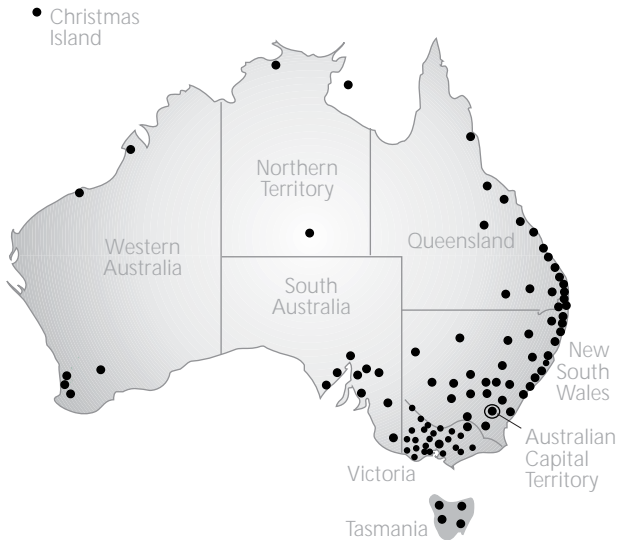 Christmas
Island
Northern
Territory
Western
Australia
Queensland
South
Australia
New
South
Wales
Australian
Capital
Territory
Victoria
Tasmania